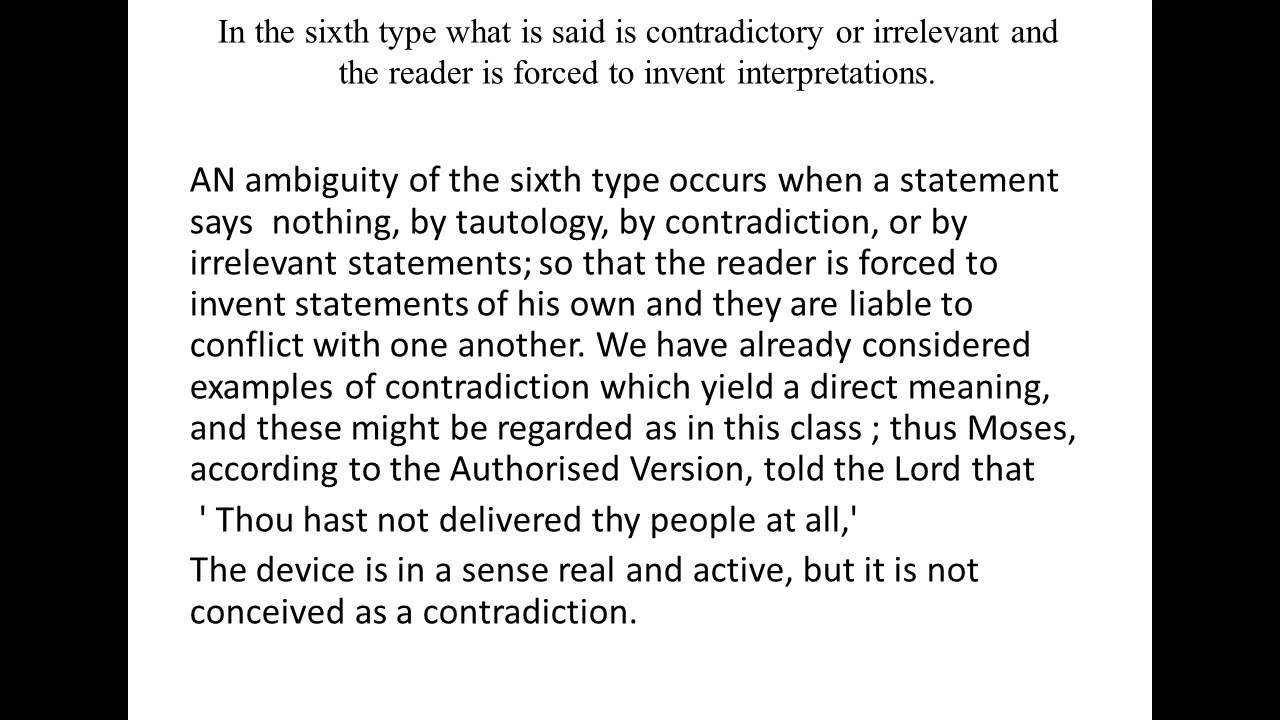 In the sixth type what is said is contradictory or irrelevant and
the reader is forced to invent interpretations.
AN ambiguity of the sixth type occurs when a statement
says nothing, by tautology, by contradiction, or by
irrelevant statements; so that the reader is forced to
invent statements of his own and they are liable to
conflict with one another. We have already considered
examples of contradiction which yield a direct meaning,
and these might be regarded as in this class ; thus Moses,
according to the Authorised Version, told the Lord that
' Thou hast not delivered thy people at all,'
The device is in a sense real and active, but it is not
conceived as a contradiction.